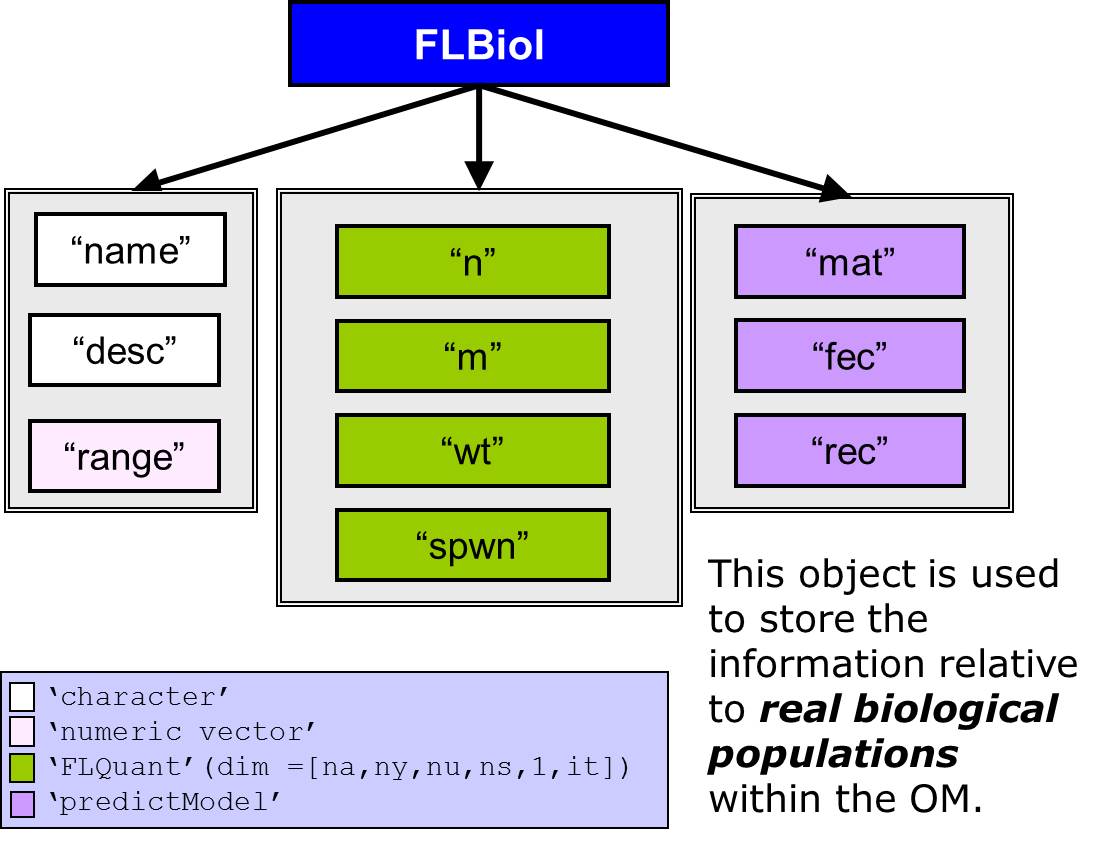 FLBiol
“name”
“desc”
“range”
“n”
“m”
“wt”
“spwn”
“mat”
“fec”
“rec”
This object is used
to store the
information relative
to real biological
populations
within the OM.
‘character’
‘numeric vector’
‘FLQuant’(dim =[na,ny,nu,ns,1,it])
‘predictModel’